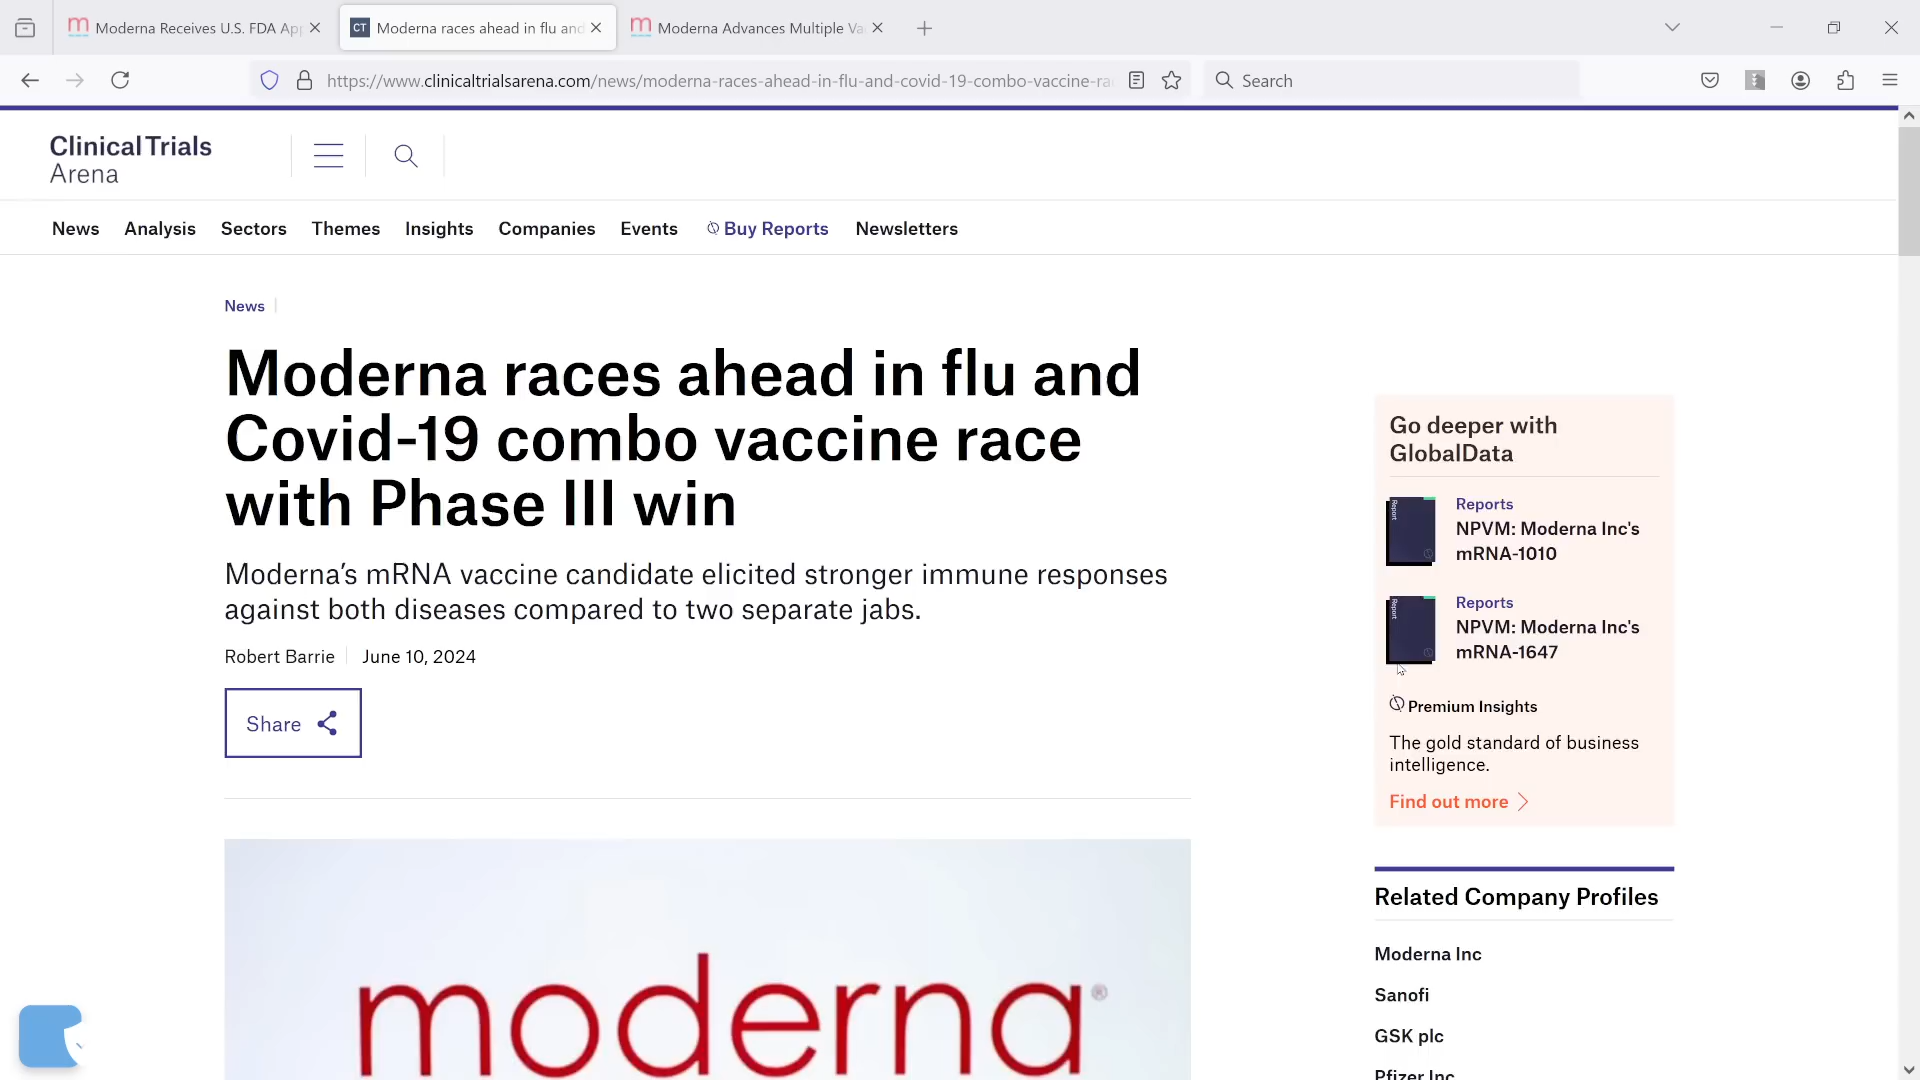 Moderna Receives U.S. FDA App
CT
Moderna races ahead in flu and
Moderna Advances Multiple Va
https://www.clinicaltrialsarena.com/news/moderna-races-ahead-in-flu-and-covid-19-combo-vaccine-ra
Search
Clinical Trials
Arena
News Analysis Sectors Themes Insights Companies Events Buy Reports Newsletters
News
Moderna races ahead in flu and
Covid-19 combo vaccine race
with Phase III win
Moderna’s mRNA vaccine candidate elicited stronger immune responses
against both diseases compared to two separate jabs.
Robert Barrie June 10, 2024
Share
moderna®
Go deeper with
GlobalData
Report
Reports
NPVM: Moderna Inc's
mRNA-1010
Report
Reports
NPVM: Moderna Inc's
mRNA-1647
Premium Insights
The gold standard of business
intelligence.
Find out more
Related Company Profiles
Moderna Inc
Sanofi
GSK plc
Pfizer Inc